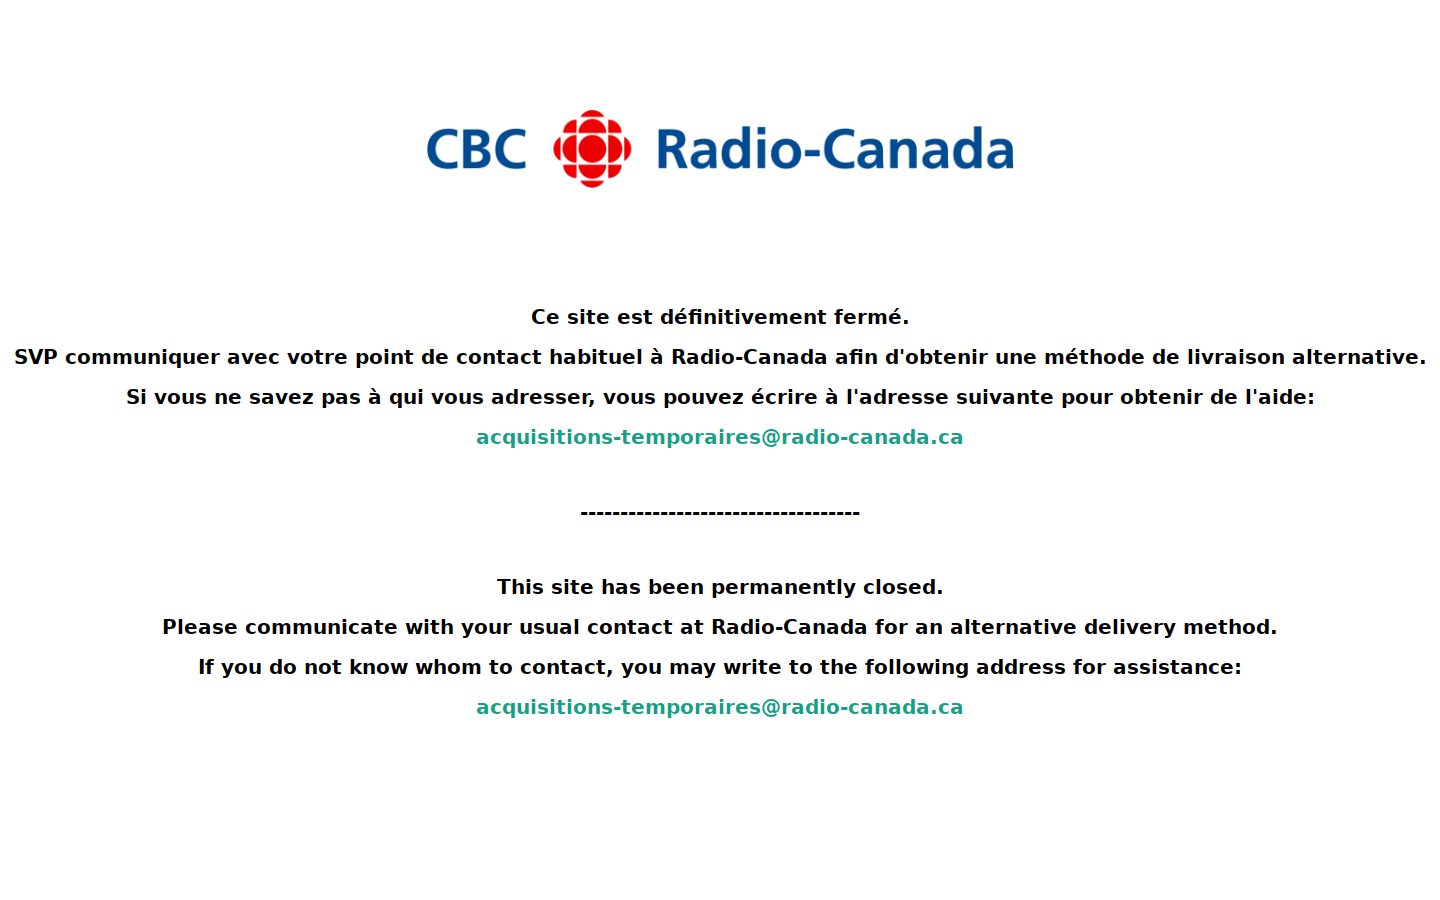 CBC Radio-Canada
Ce site est définitivement fermé.
SVP communiquer avec votre point de contact habituel à Radio-Canada afin d'obtenir une méthode de livraison alternative.
Si vous ne savez pas à qui vous adresser, vous pouvez écrire à l'adresse suivante pour obtenir de l'aide:
acquisitions-temporaires@radio-canada.ca
-----------------------------------
This site has been permanently closed.
Please communicate with your usual contact at Radio-Canada for an alternative delivery method.
If you do not know whom to contact, you may write to the following address for assistance:
acquisitions-temporaires@radio-canada.ca